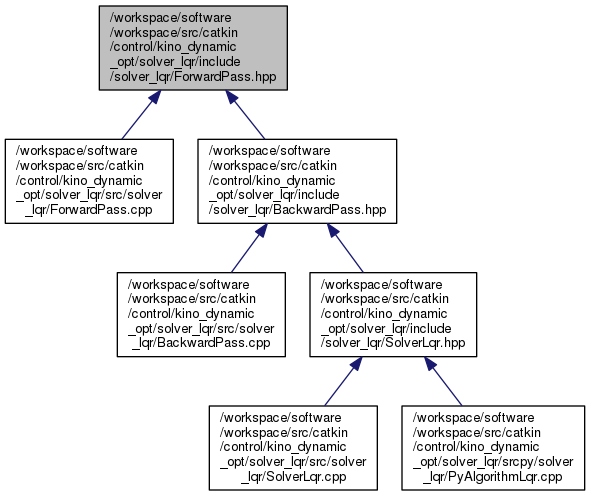 /workspace/software
/workspace/src/catkin
/control/kino_dynamic
_opt/solver_lqr/include
/solver_lqr/ForwardPass.hpp
/workspace/software
/workspace/src/catkin
/control/kino_dynamic
_opt/solver_lqr/src/solver
_lqr/ForwardPass.cpp
/workspace/software
/workspace/src/catkin
/control/kino_dynamic
_opt/solver_lqr/include
/solver_lqr/BackwardPass.hpp
/workspace/software
/workspace/src/catkin
/control/kino_dynamic
_opt/solver_lqr/src/solver
_lqr/BackwardPass.cpp
/workspace/software
/workspace/src/catkin
/control/kino_dynamic
_opt/solver_lqr/include
/solver_lqr/SolverLqr.hpp
/workspace/software
/workspace/src/catkin
/control/kino_dynamic
_opt/solver_lqr/src/solver
_lqr/SolverLqr.cpp
/workspace/software
/workspace/src/catkin
/control/kino_dynamic
_opt/solver_lqr/srcpy/solver
_lqr/PyAlgorithmLqr.cpp